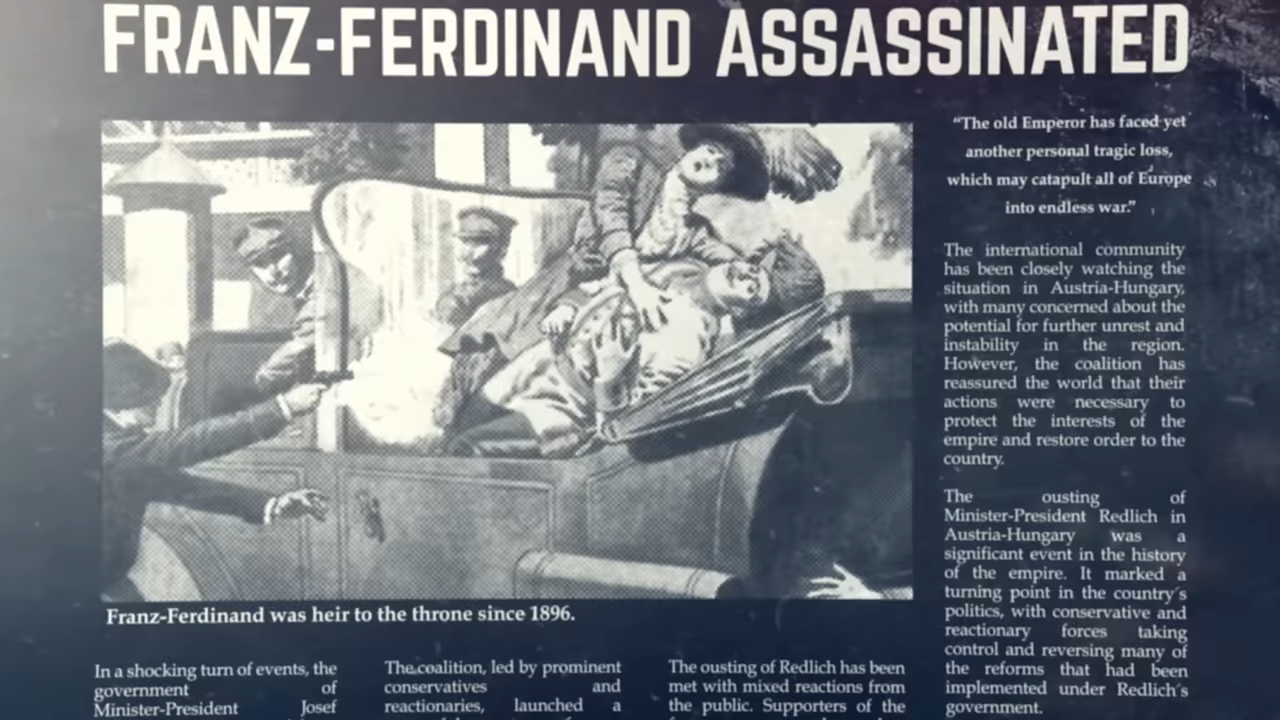 FRANZ-FERDINAND ASSASSINATED
“The old Emperor has faced yet
another personal tragic loss,
which may catapult all of Europe
into endless war.”
The international community
has been closely watching the
situation in Austria-Hungary,
with many concerned about the
potential for further unrest and
instability in the region.
However, the coalition has
reassured the world that their
actions were necessary to
protect the interests of the
empire and restore order to the
country.
The ousting of
Minister-President Redlich in
Austria-Hungary was a
significant event in the history
of the empire. It marked a
turning point in the country's
politics, with conservative and
reactionary forces taking
control and reversing many of
the reforms that had been
implemented under Redlich's
government.
Franz-Ferdinand was heir to the throne since 1896.
In a shocking turn of events, the
government of
Minister-President Josef
The coalition, led by prominent
conservatives and
reactionaries, launched a
The ousting of Redlich has been
met with mixed reactions from
the public. Supporters of the